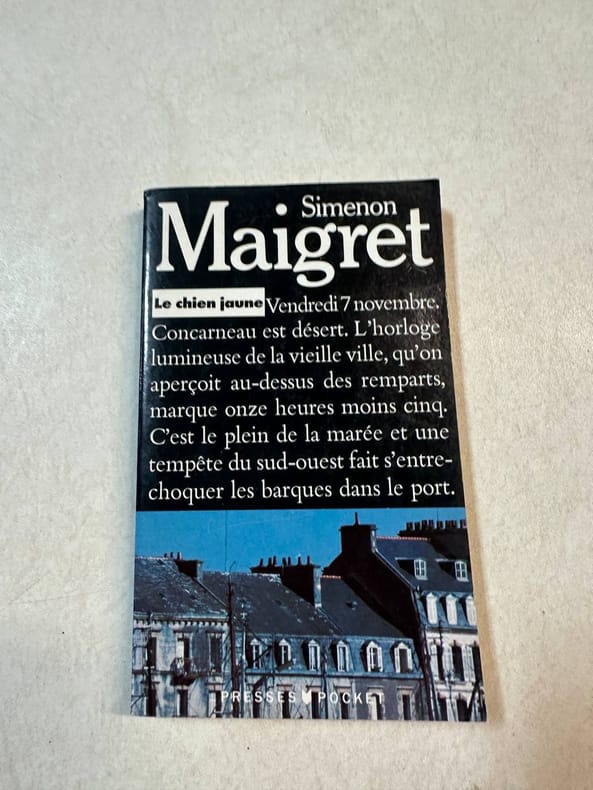 Simenon
Maigret
Le chien jaune Vendredi 7 novembre.
Concarneau est désert. L'horloge
lumineuse de la vieille ville, qu'on
aperçoit au-dessus des remparts,
marque onze heures moins cinq.
C'est le plein de la marée et une
tempête du sud-ouest fait s'entre-
choquer les barques dans le port.
PRESSES POCKET